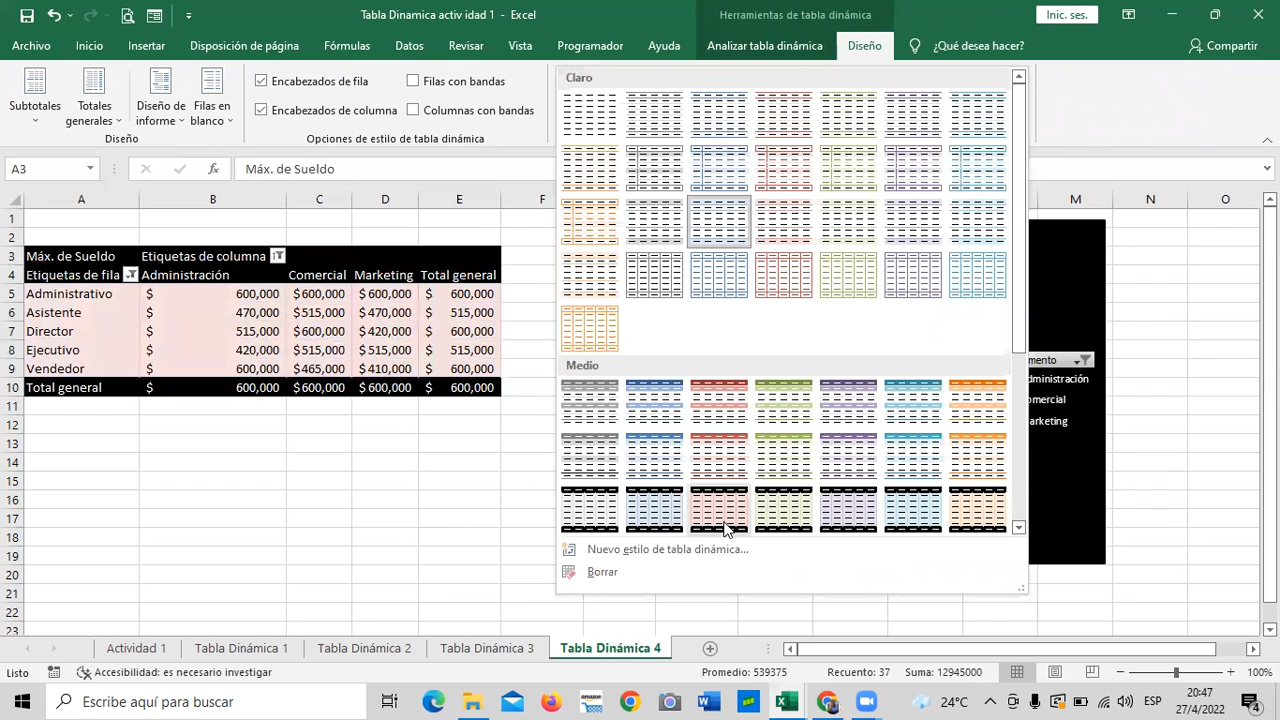 Tabla Dinamica activdad 1 - Excel
Herramientas de tabla dinámica
Inic. ses.
Archivo Inicio Insertar Disposición de página Fórmulas Datos Revisar Vista Programador Ayuda Analizar tabla dinámica Diseño ¿Qué desea hacer? Compartir
Subtotales
Totales generales
Diseño de informe
Filas en blanco
Diseño
Encabezados de fila Filas con bandas
Encabezados de columna Columnas con bandas
Opciones de estilo de tabla dinámica
Claro
Medio
Nuevo estilo de tabla dinámica...
Borrar
A3 fx Máx. de Sueldo
A B C D E F M N O
1
2
3 Máx. de Sueldo Etiquetas de columna
4 Etiquetas de fila Administración Comercial Marketing Total general
5 Administrativo $ 600,000 $ 600,000 $ 600,000 $ 600,000
6 Asistente $ 470,000 $ 515,000 $ 470,000 $ 515,000
7 Director $ 515,000 $ 600,000 $ 420,000 $ 600,000
8 Ejecutivo $ 420,000 $ 515,000 $ 515,000
9 Vendedor $ 600,000 $ 465,000 $ 410,000 $ 600,000
10 Total general $ 600,000 $ 600,000 $ 600,000 $ 600,000
11
12
13
14
15
16
17
18
19
20
21
22
23
mento
dministración
omercial
arketing
Actividad 1 Tabla Dinámica 1 Tabla Dinámica 2 Tabla Dinámica 3 Tabla Dinámica 4
Listo Accesibilidad: es necesario investigar Promedio: 539375 Recuento: 37 Suma: 12945000 100%
Escribe aquí para buscar
amazon
24°C
ESP
20:47
27/4/2022
4